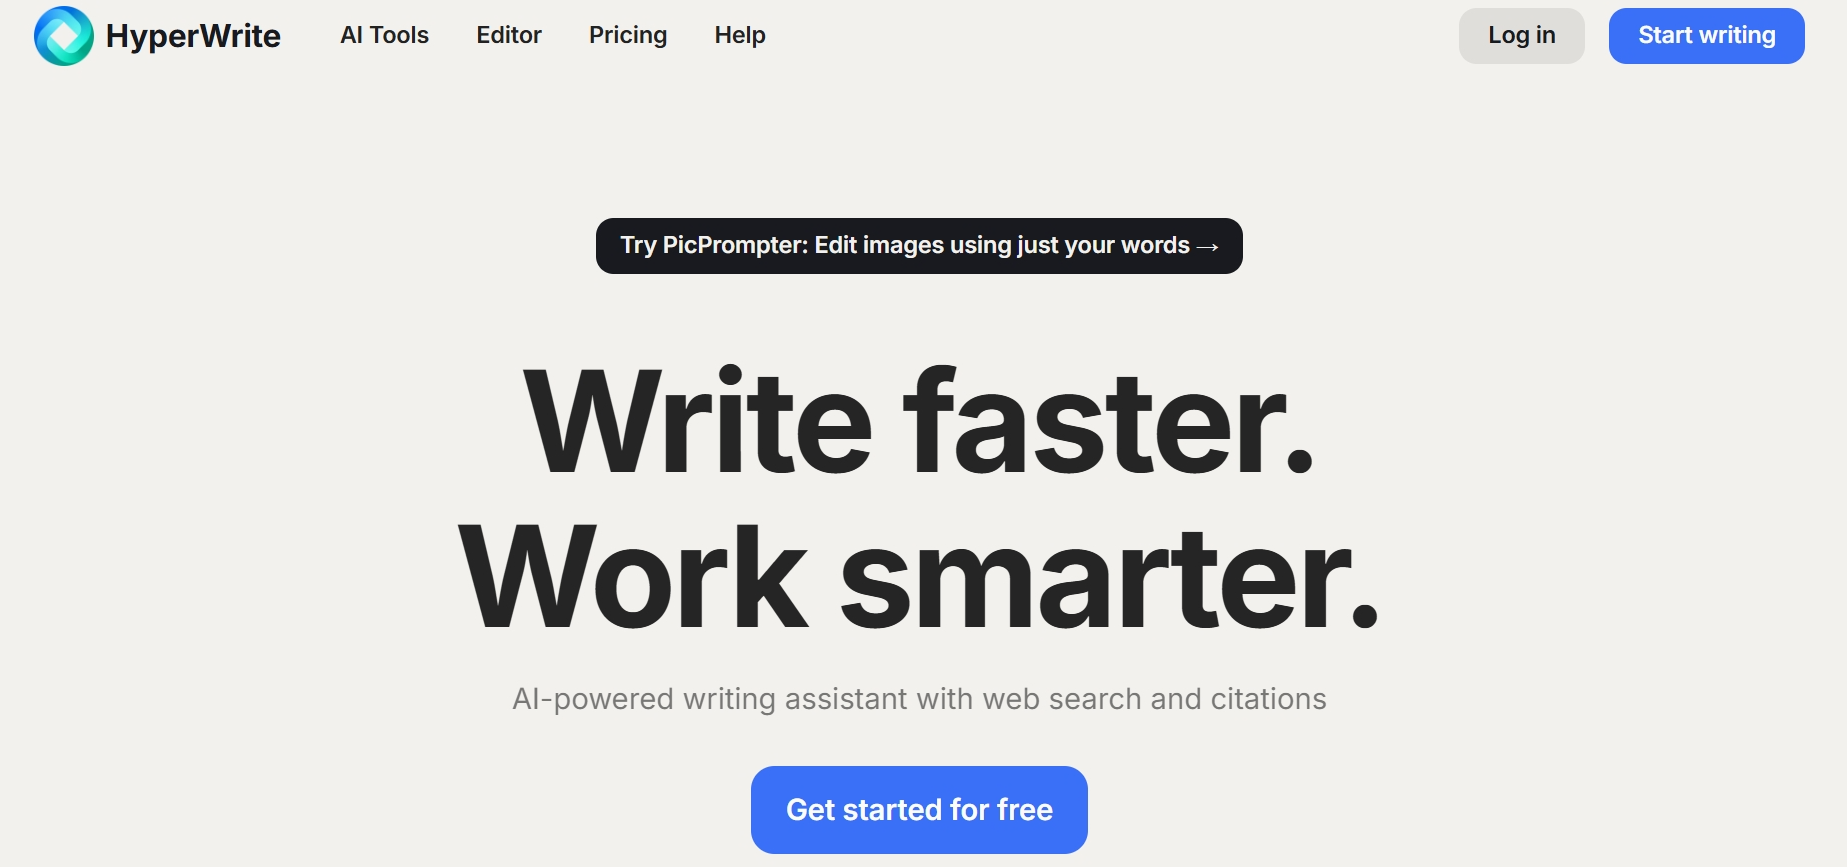 HyperWrite
AI Tools
Editor
Pricing
Help
Log in
Start writing
Try PicPrompter: Edit images using just your words →
Write faster.
Work smarter.
AI-powered writing assistant with web search and citations
Get started for free